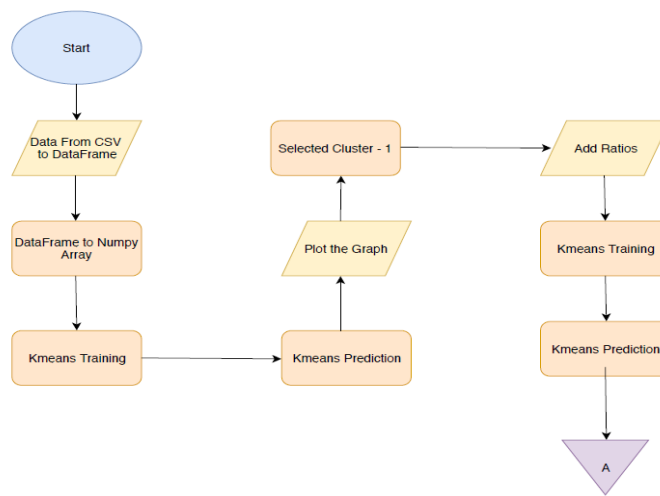 Start
Data From CSV
to DataFrame
DataFrame to Numpy
Array
Kmeans Training
Kmeans Prediction
Plot the Graph
Selected Cluster - 1
Add Ratios
Kmeans Training
Kmeans Prediction
A